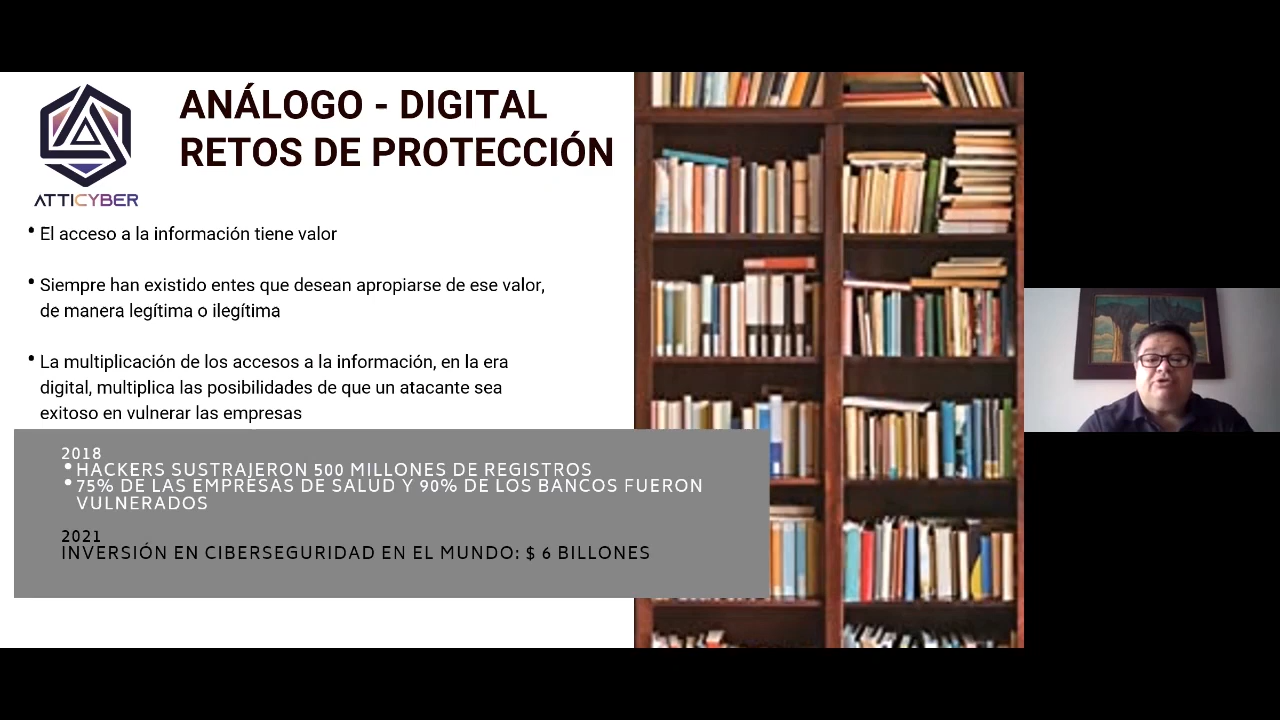 ANÁLOGO - DIGITAL
RETOS DE PROTECCIÓN
ATTICYBER
• El acceso a la información tiene valor
• Siempre han existido entes que desean apropiarse de ese valor,
de manera legítima o ilegítima
• La multiplicación de los accesos a la información, en la era
digital, multiplica las posibilidades de que un atacante sea
exitoso en vulnerar las empresas
2018
• HACKERS SUSTRAJERON 500 MILLONES DE REGISTROS
• 75% DE LAS EMPRESAS DE SALUD Y 90% DE LOS BANCOS FUERON
VULNERADOS
2021
INVERSIÓN EN CIBERSEGURIDAD EN EL MUNDO: $ 6 BILLONES